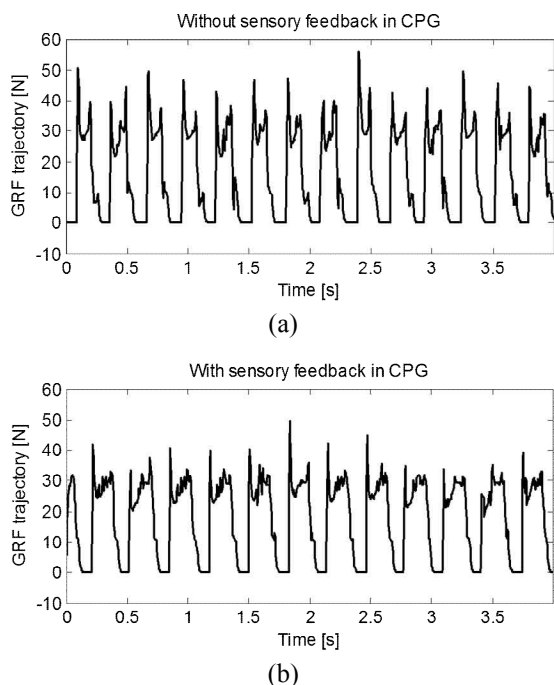 Without sensory feedback in CPG
60
50
40
30
20
10
0
-10
GRF trajectory [N]
0 0.5 1 1.5 2 2.5 3 3.5
Time [s]
(a)
With sensory feedback in CPG
60
50
40
30
20
10
0
-10
GRF trajectory [N]
0 0.5 1 1.5 2 2.5 3 3.5
Time [s]
(b)